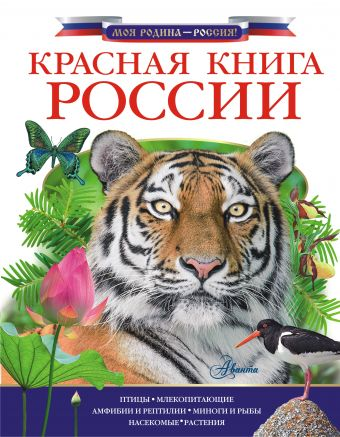 МОЯ РОДИНА — РОССИЯ!
КРАСНАЯ КНИГА
РОССИИ
Аванта
ПТИЦЫ • МЛЕКОПИТАЮЩИЕ
АМФИБИИ И РЕПТИЛИИ • МИНОГИ И РЫБЫ
НАСЕКОМЫЕ • РАСТЕНИЯ